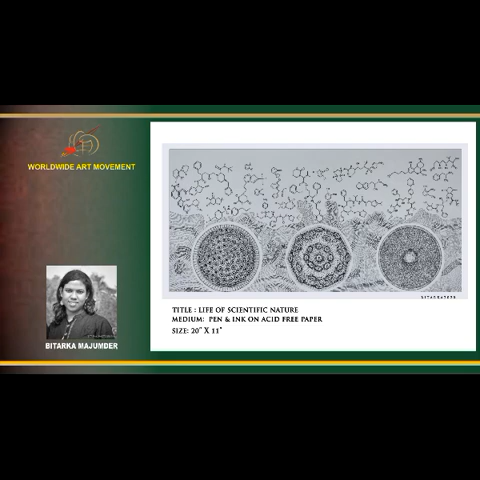 WORLDWIDE ART MOVEMENT
BITARKA MAJUMDER
TITLE : LIFE OF SCIENTIFIC NATURE
MEDIUM: PEN & INK ON ACID FREE PAPER
SIZE: 20" X 11"